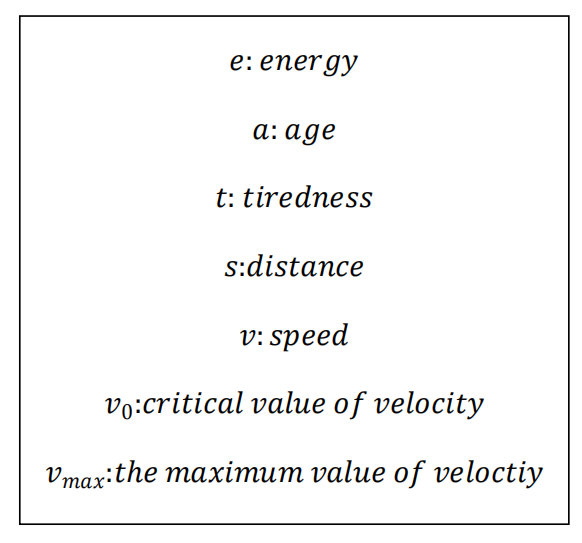 e: energy
a: age
t: tiredness
s:distance
v: speed
v₀:critical value of velocity
vₘₐₓ:the maximum value of veloctiy